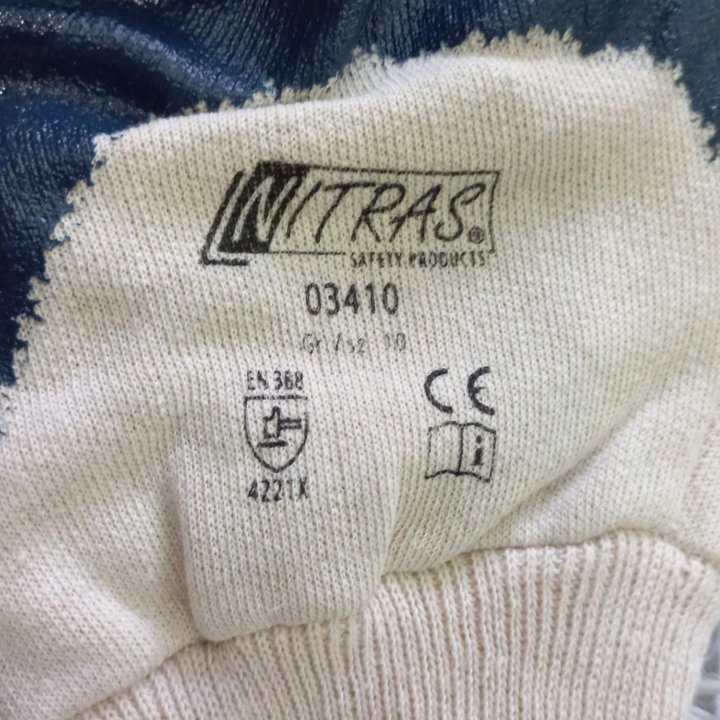 NITRAS®
SAFETY PRODUCTS
03410
Gr./sz. 10
EN 388
4221X
CE
i